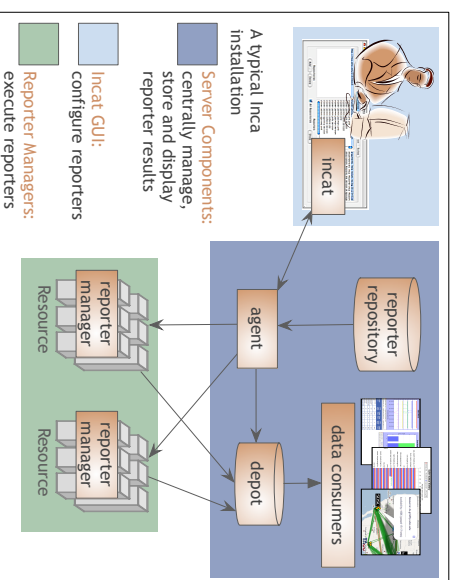 incat
reporter
repository
agent
data consumers
depot
reporter
manager
Resource
reporter
manager
Resource
A typical Inca
installation
Server Components:
centrally manage,
store and display
reporter results
Incat GUI:
configure reporters
Reporter Managers:
execute reporters